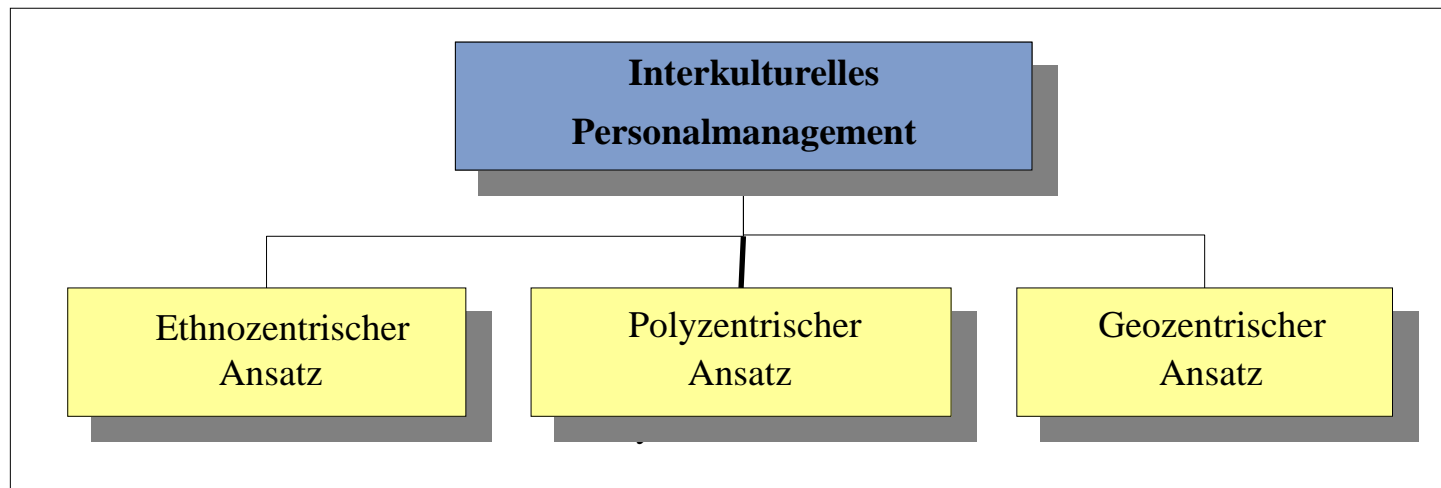 Interkulturelles
Personalmanagement
Ethnozentrischer
Ansatz
Polyzentrischer
Ansatz
Geozentrischer
Ansatz